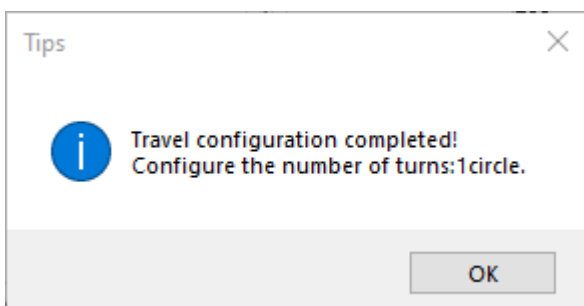 Tips
Travel configuration completed!
Configure the number of turns:1circle.
OK